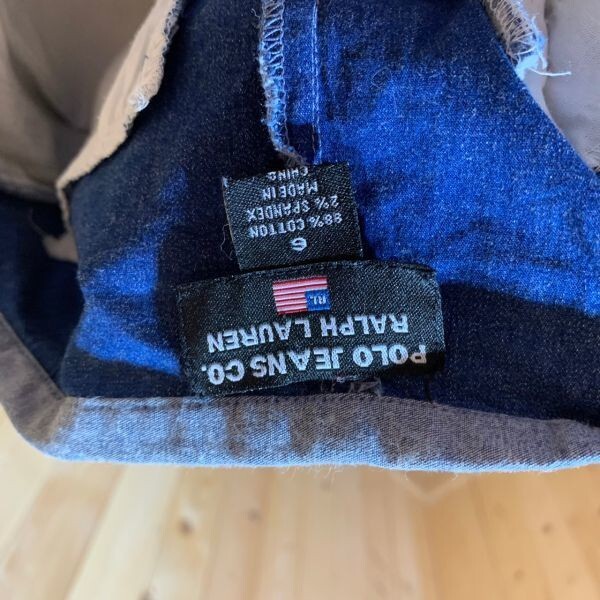 POLO JEANS CO.
RALPH LAUREN
RL
6
98% COTTON
2% SPANDEX
MADE IN
CHINA